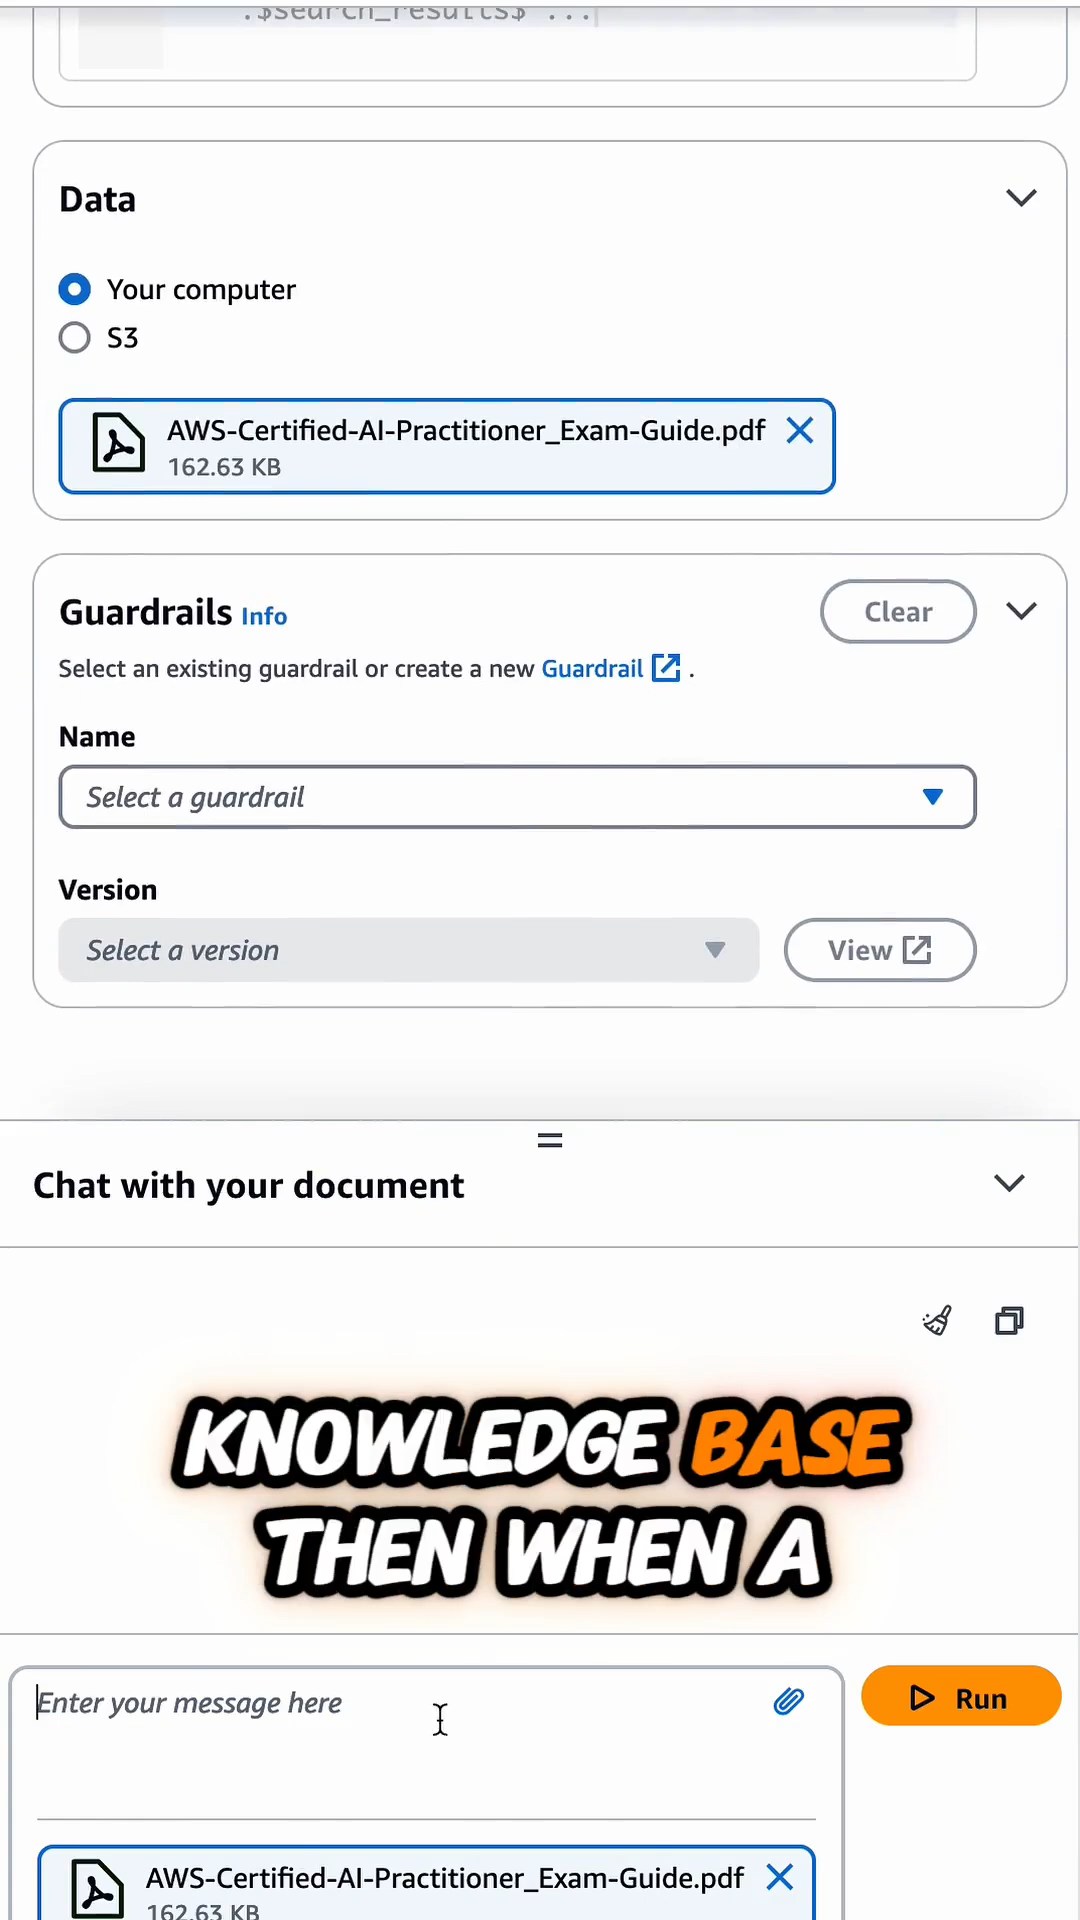 .$search_results$ ...
Data
Your computer
S3
AWS-Certified-AI-Practitioner_Exam-Guide.pdf
162.63 KB
Guardrails Info
Clear
Select an existing guardrail or create a new Guardrail .
Name
Select a guardrail
Version
Select a version
View
Chat with your document
KNOWLEDGE BASE
THEN WHEN A
Enter your message here
Run
AWS-Certified-AI-Practitioner_Exam-Guide.pdf
162.63 KB